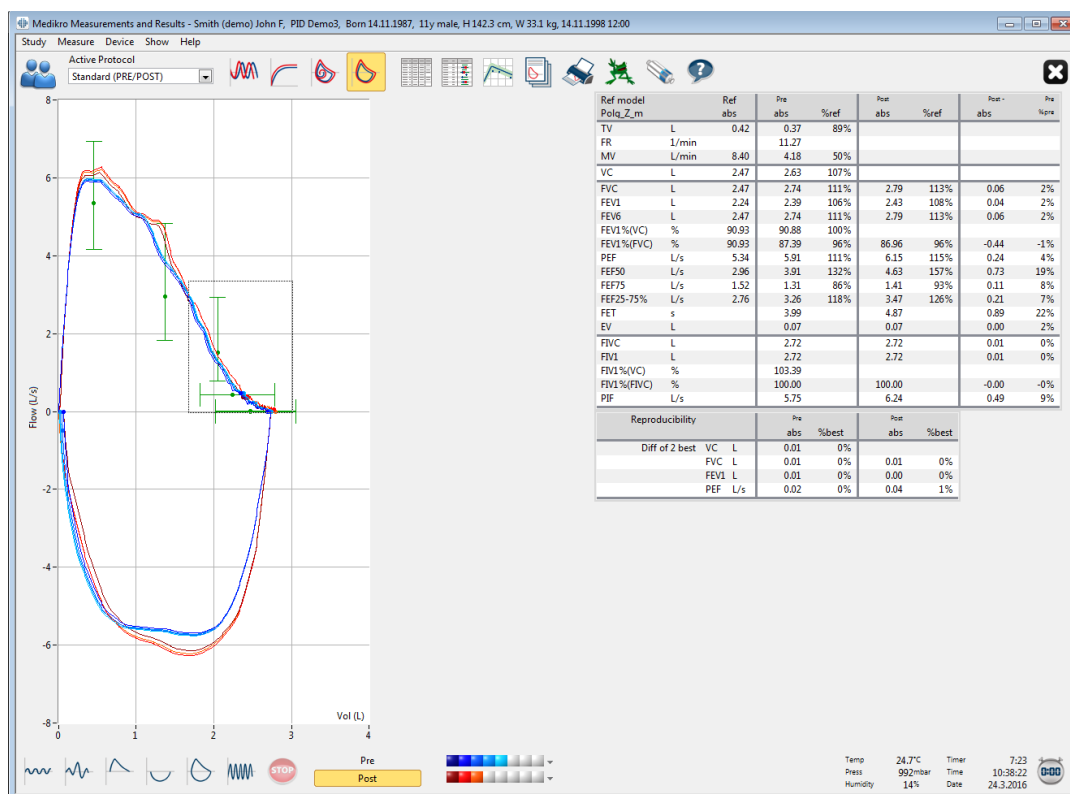 Medikro Measurements and Results - Smith (demo) John F, PID Demo3, Born 14.11.1987, 11y male, H 142.3 cm, W 33.1 kg, 14.11.1998 12:00
Study Measure Device Show Help
Active Protocol
Standard (PRE/POST)
Ref model Ref Pre Post Post - Pre
Polq_Z_m abs abs %ref abs %ref abs %pre
TV L 0.42 0.37 89%
FR 1/min 11.27
MV L/min 8.40 4.18 50%
VC L 2.47 2.63 107%
FVC L 2.47 2.74 111% 2.79 113% 0.06 2%
FEV1 L 2.24 2.39 106% 2.43 108% 0.04 2%
FEV6 L 2.47 2.74 111% 2.79 113% 0.06 2%
FEV1%(VC) % 90.93 90.88 100%
FEV1%(FVC) % 90.93 87.39 96% 86.96 96% -0.44 -1%
PEF L/s 5.34 5.91 111% 6.15 115% 0.24 4%
FEF50 L/s 2.96 3.91 132% 4.63 157% 0.73 19%
FEF75 L/s 1.52 1.31 86% 1.41 93% 0.11 8%
FEF25-75% L/s 2.76 3.26 118% 3.47 126% 0.21 7%
FET s 3.99 4.87 0.89 22%
EV L 0.07 0.07 0.00 2%
FIVC L 2.72 2.72 0.01 0%
FIV1 L 2.72 2.72 0.01 0%
FIV1%(VC) % 103.39
FIV1%(FIVC) % 100.00 100.00 -0.00 -0%
PIF L/s 5.75 6.24 0.49 9%
Reproducibility Pre Post
abs %best abs %best
Diff of 2 best VC L 0.01 0%
FVC L 0.01 0% 0.01 0%
FEV1 L 0.01 0% 0.00 0%
PEF L/s 0.02 0% 0.04 1%
8
6
4
2
0
-2
-4
-6
-8
Flow (L/s)
Vol (L)
0 1 2 3 4
STOP
Pre
Post
Temp 24.7°C Timer 7:23
Press 992mbar Time 10:38:22
Humidity 14% Date 24.3.2016
0:00